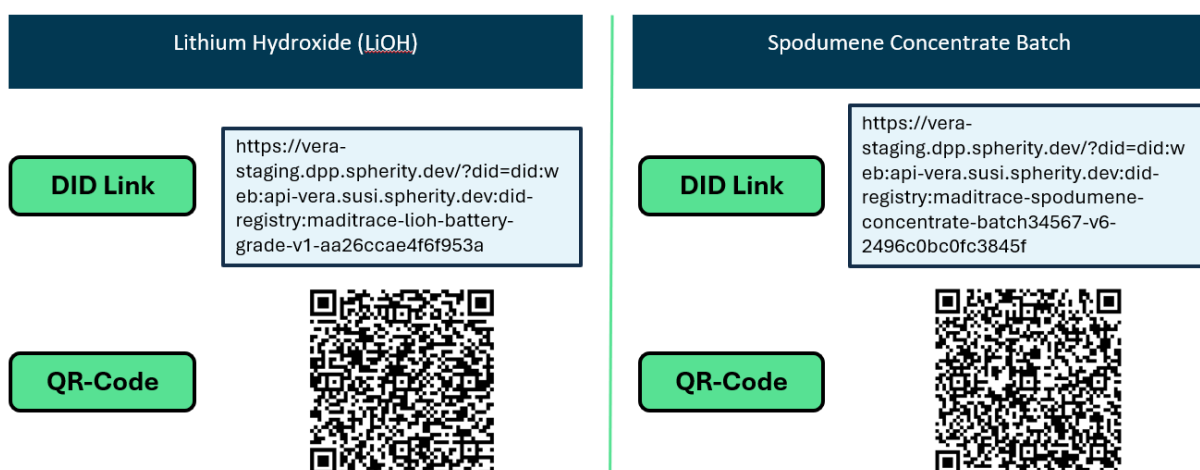 Lithium Hydroxide (LiOH)
DID Link
https://vera-
staging.dpp.spherity.dev/?did=did:w
eb:api-vera.susi.spherity.dev:did-
registry:maditrace-lioh-battery-
grade-v1-aa26ccae4f6f953a
QR-Code
Spodumene Concentrate Batch
DID Link
https://vera-
staging.dpp.spherity.dev/?did=did:w
eb:api-vera.susi.spherity.dev:did-
registry:maditrace-spodumene-
concentrate-batch34567-v6-
2496c0bc0fc3845f
QR-Code